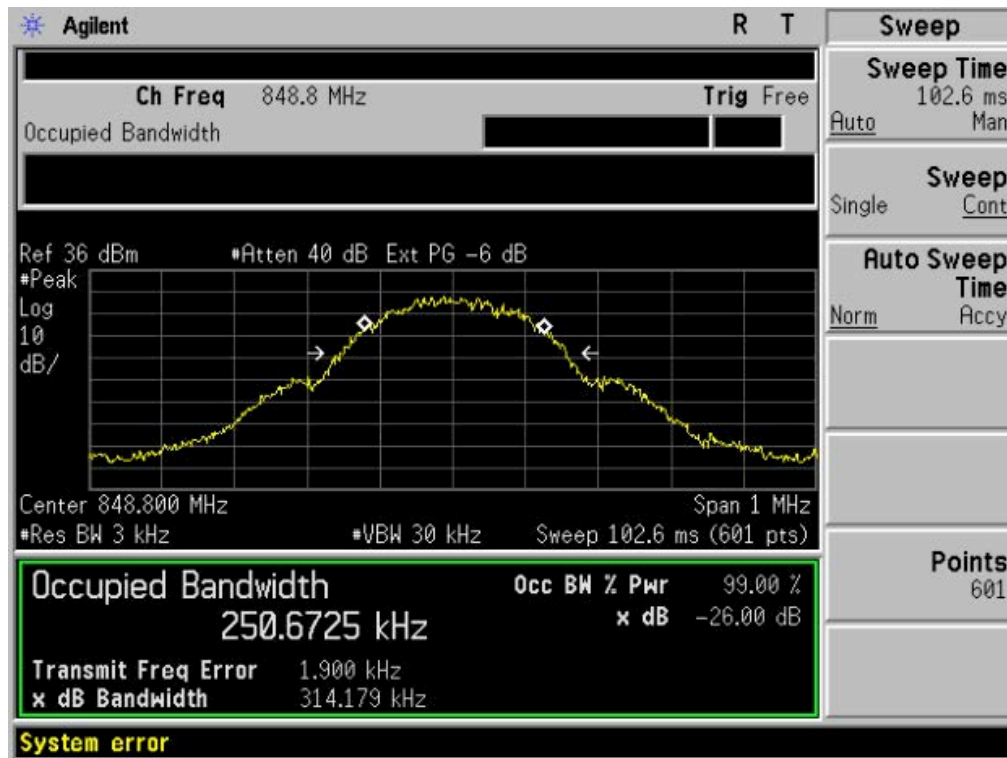 Agilent R T
Ch Freq 848.8 MHz Trig Free
Occupied Bandwidth
Ref 36 dBm #Atten 40 dB Ext PG -6 dB
#Peak
Log
10
dB/
Center 848.800 MHz Span 1 MHz
#Res BW 3 kHz #VBW 30 kHz Sweep 102.6 ms (601 pts)
Occupied Bandwidth Occ BW % Pwr 99.00 %
250.6725 kHz x dB -26.00 dB
Transmit Freq Error 1.900 kHz
x dB Bandwidth 314.179 kHz
System error
Sweep
Sweep Time
102.6 ms
Auto Man
Sweep
Single Cont
Auto Sweep
Time
Norm Accy
Points
601